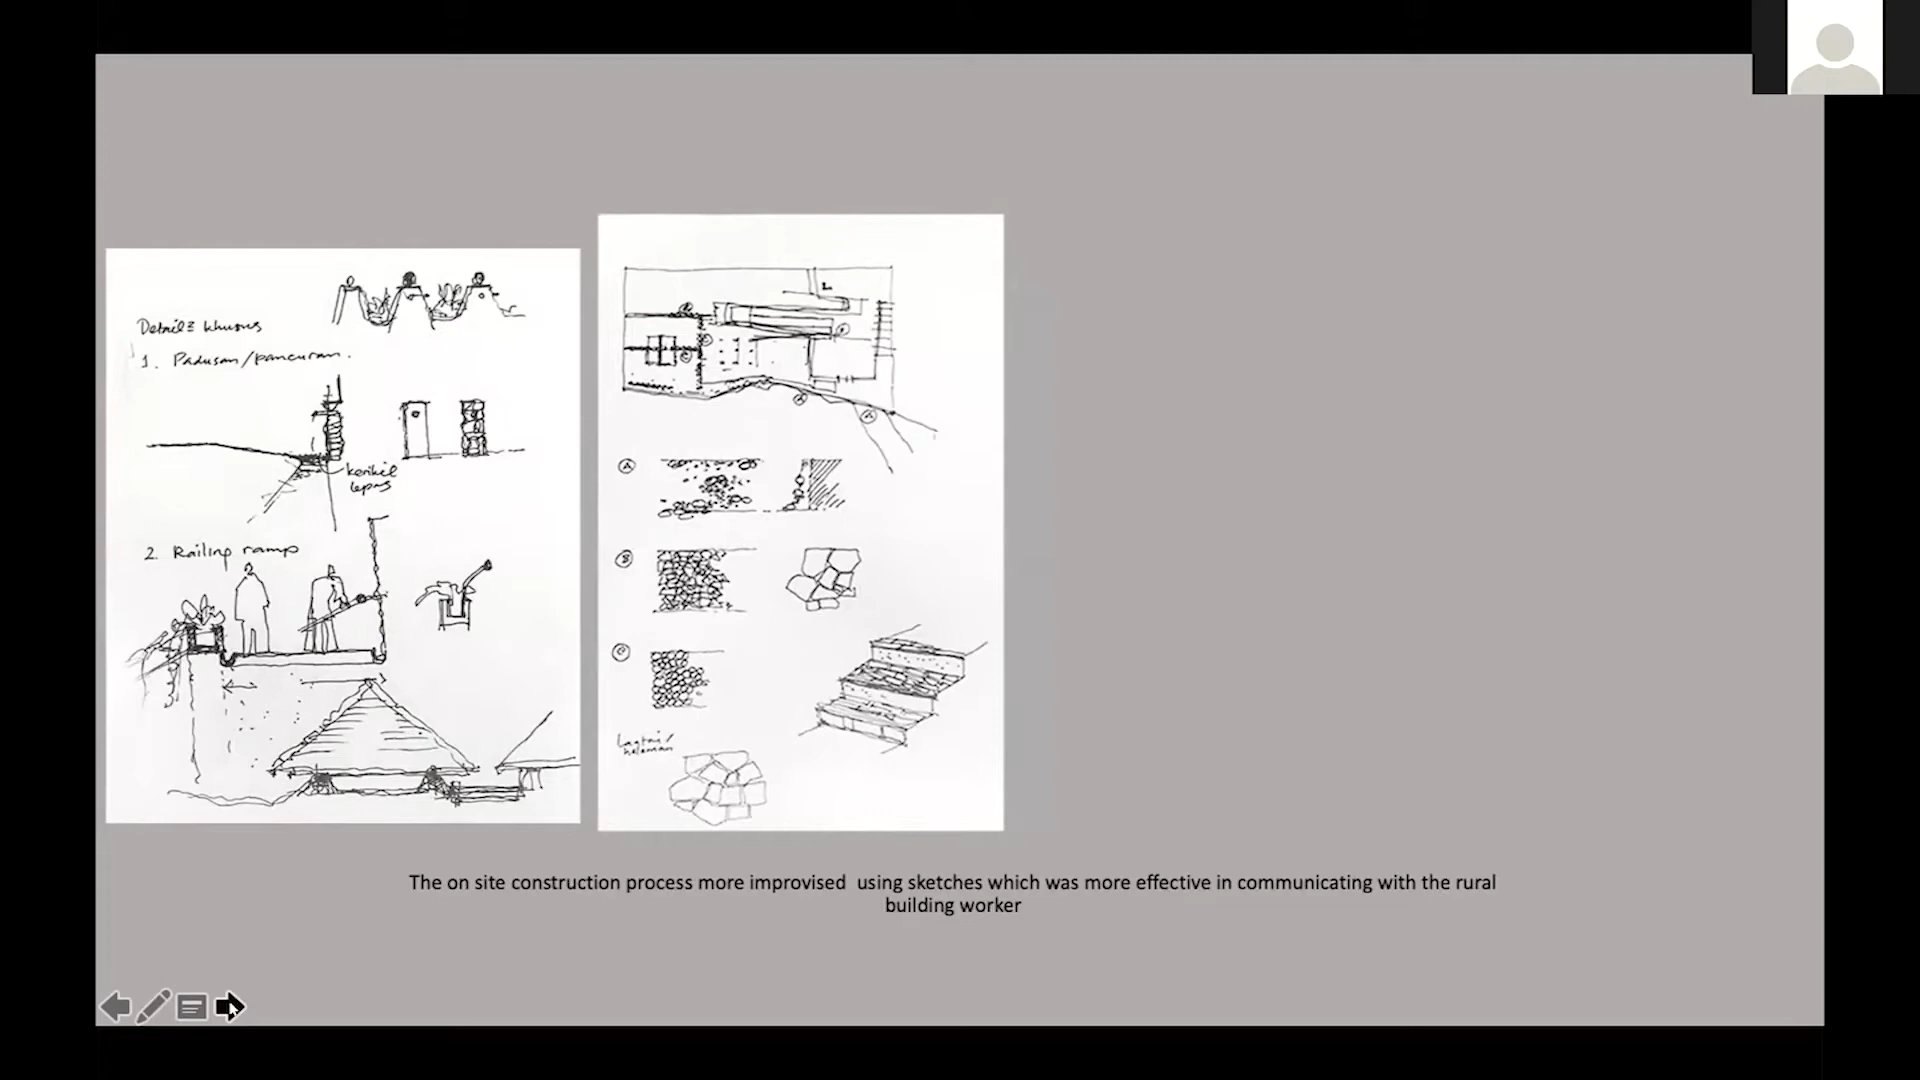 Detail2 khusus
1. Padusan/pancuran.
kerikil
lepas
2. Railing ramp
A
B
C
Lantai/
halaman
The on site construction process more improvised  using sketches which was more effective in communicating with the rural
building worker